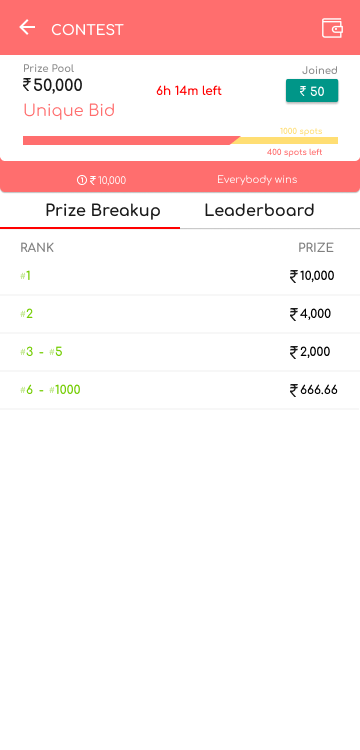 CONTEST
Prize Pool
Joined
₹50,000
6h 14m left
₹ 50
Unique Bid
1000 spots
400 spots left
① ₹10,000
Everybody wins
Prize Breakup
Leaderboard
RANK
PRIZE
#1
₹10,000
#2
₹4,000
#3 - #5
₹2,000
#6 - #1000
₹666.66